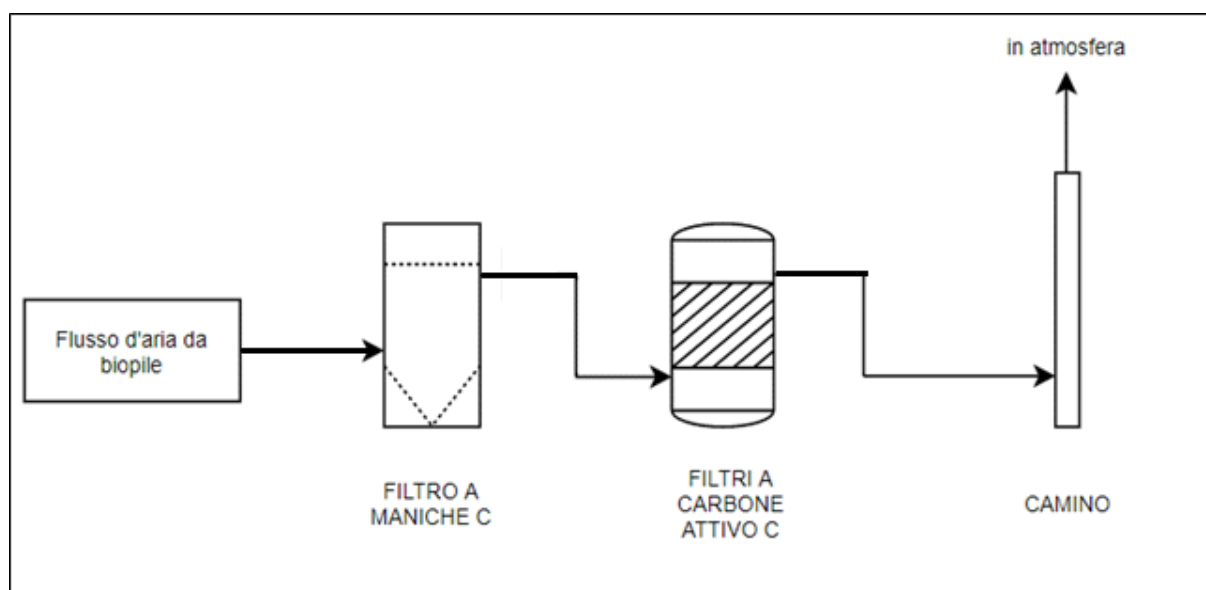 in atmosfera
Flusso d'aria da
biopile
FILTRO A
MANICHE C
FILTRI A
CARBONE
ATTIVO C
CAMINO